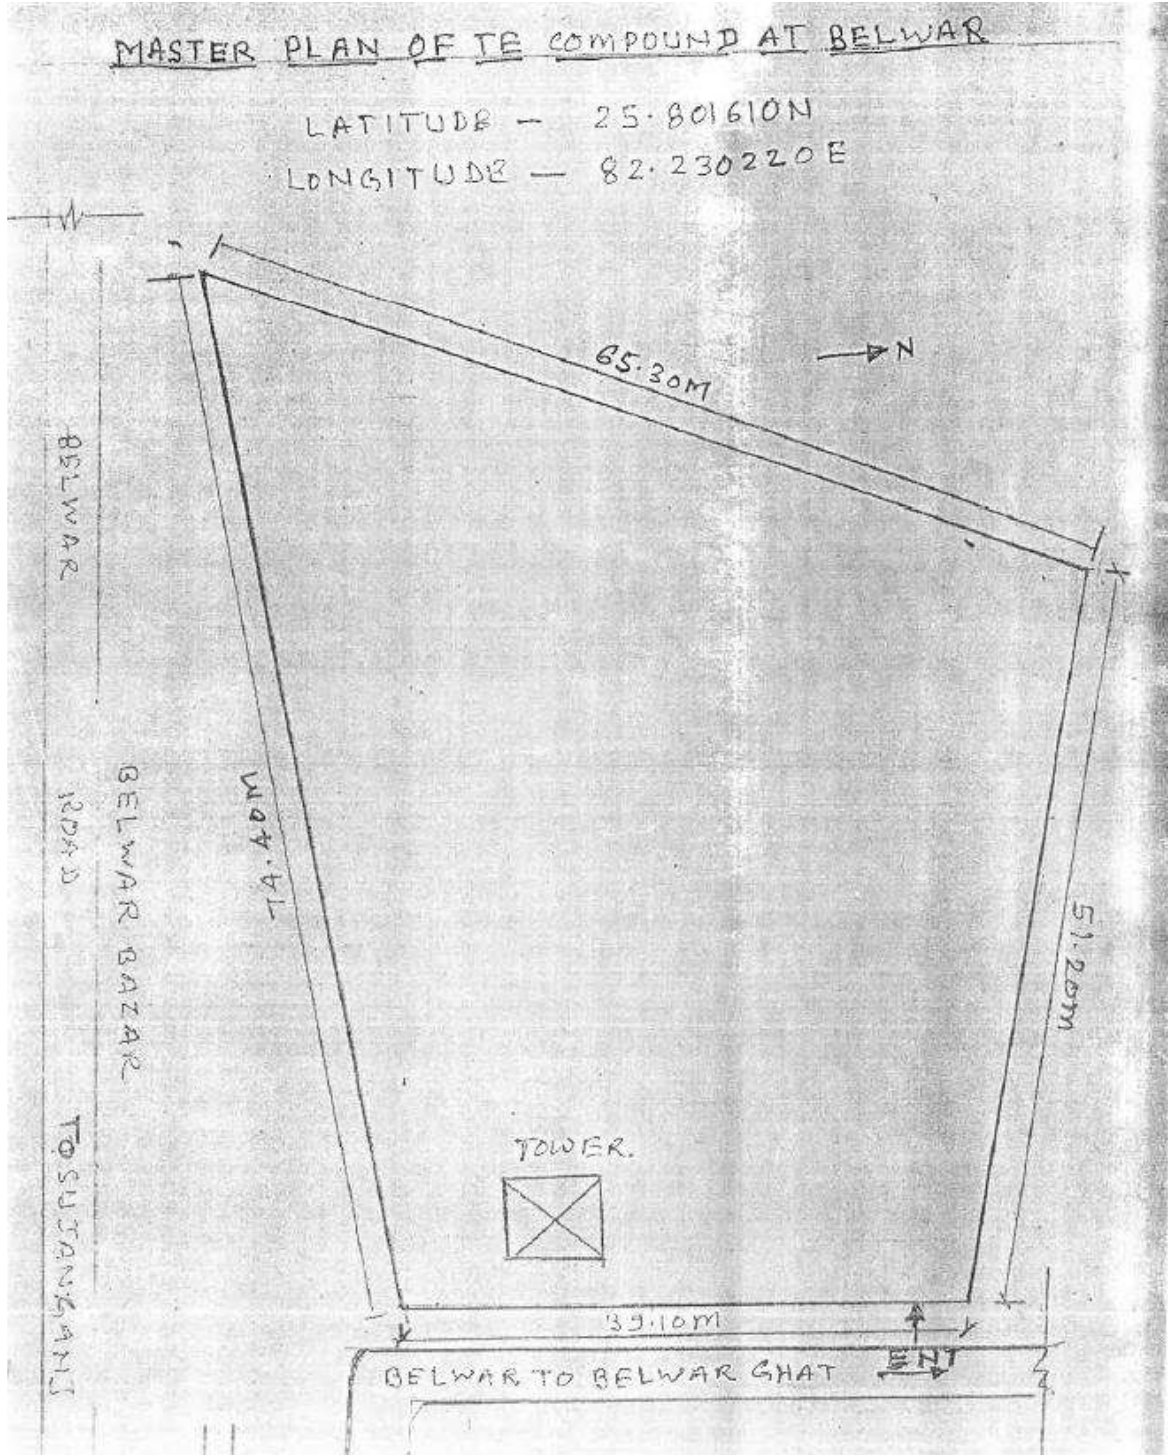 MASTER PLAN OF TE COMPOUND AT BELWAR
LATITUDE - 25.801610N
LONGITUDE - 82.230220E
65.30M
N
BELWAR ROAD TO SUJANGANJ
BELWAR BAZAR
74.40M
51.20M
TOWER.
39.10M
ENT
BELWAR TO BELWAR GHAT